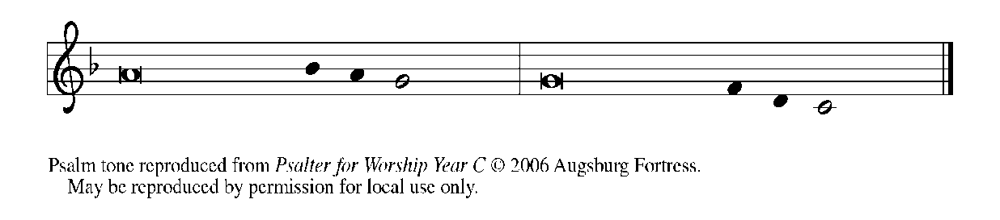 Psalm tone reproduced from Psalter for Worship Year C © 2006 Augsburg Fortress.
May be reproduced by permission for local use only.